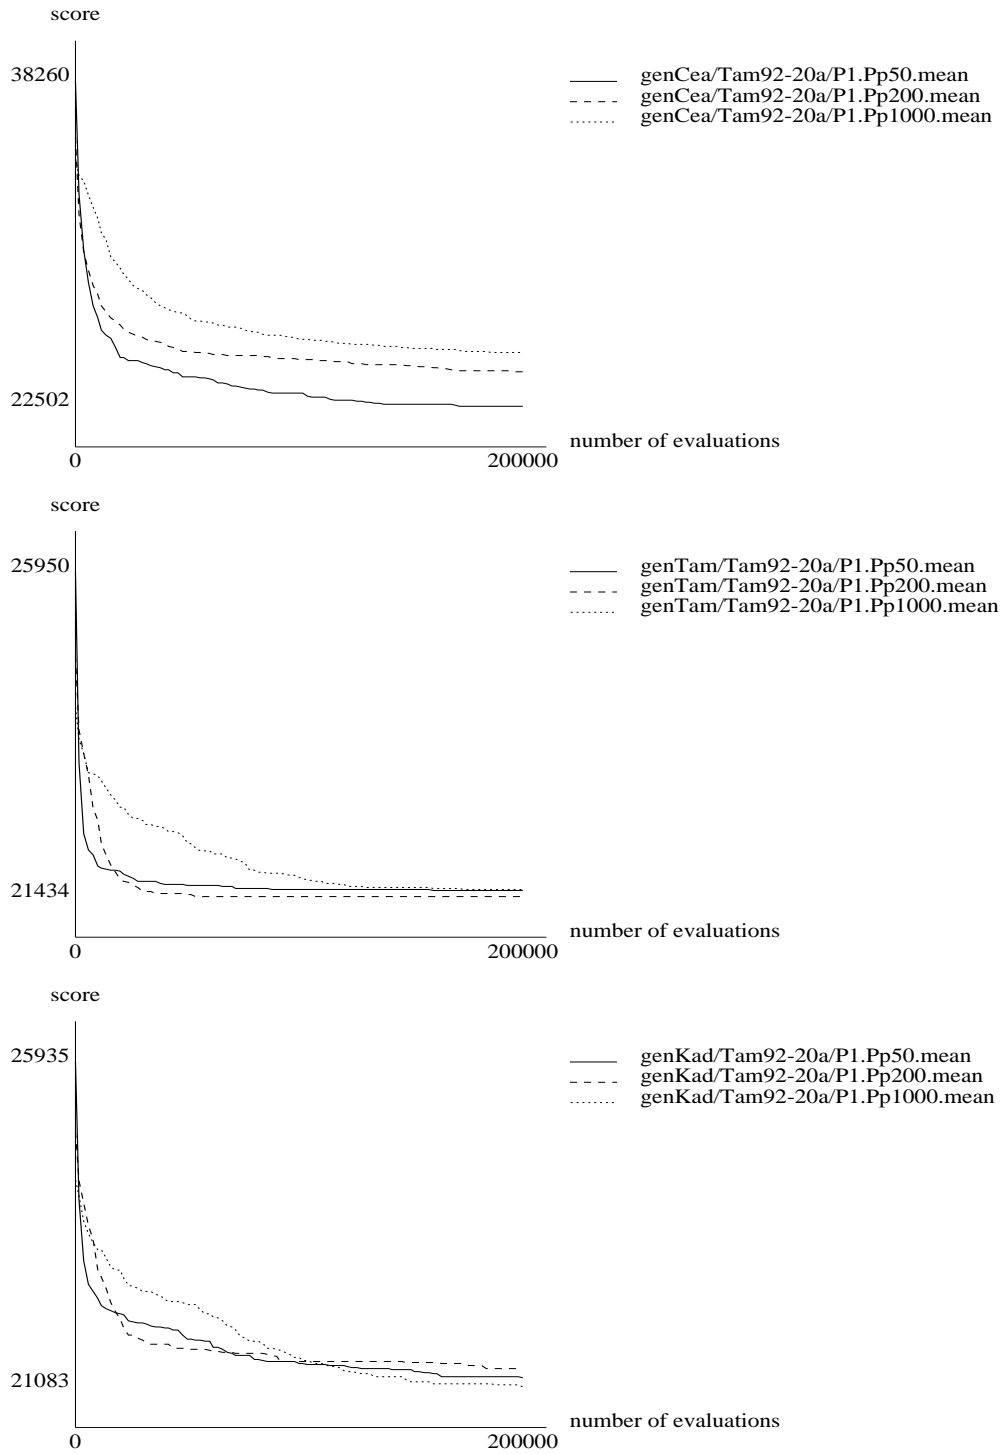 score
38260
genCea/Tam92-20a/P1.Pp50.mean
genCea/Tam92-20a/P1.Pp200.mean
genCea/Tam92-20a/P1.Pp1000.mean
22502
number of evaluations
0 200000
score
25950
genTam/Tam92-20a/P1.Pp50.mean
genTam/Tam92-20a/P1.Pp200.mean
genTam/Tam92-20a/P1.Pp1000.mean
21434
number of evaluations
0 200000
score
25935
genKad/Tam92-20a/P1.Pp50.mean
genKad/Tam92-20a/P1.Pp200.mean
genKad/Tam92-20a/P1.Pp1000.mean
21083
number of evaluations
0 200000